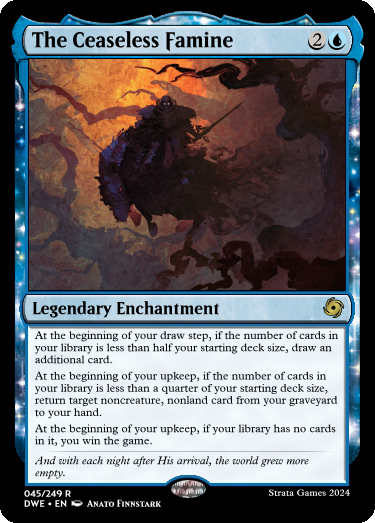 The Ceaseless Famine 2
Legendary Enchantment
At the beginning of your draw step, if the number of cards in
your library is less than half your starting deck size, draw an
additional card.
At the beginning of your upkeep, if the number of cards in
your library is less than a quarter of your starting deck size,
return target noncreature, nonland card from your graveyard
to your hand.
At the beginning of your upkeep, if your library has no cards
in it, you win the game.
And with each night after His arrival, the world grew more
empty.
045/249 R
Strata Games 2024
DWE • EN Anato Finnstark